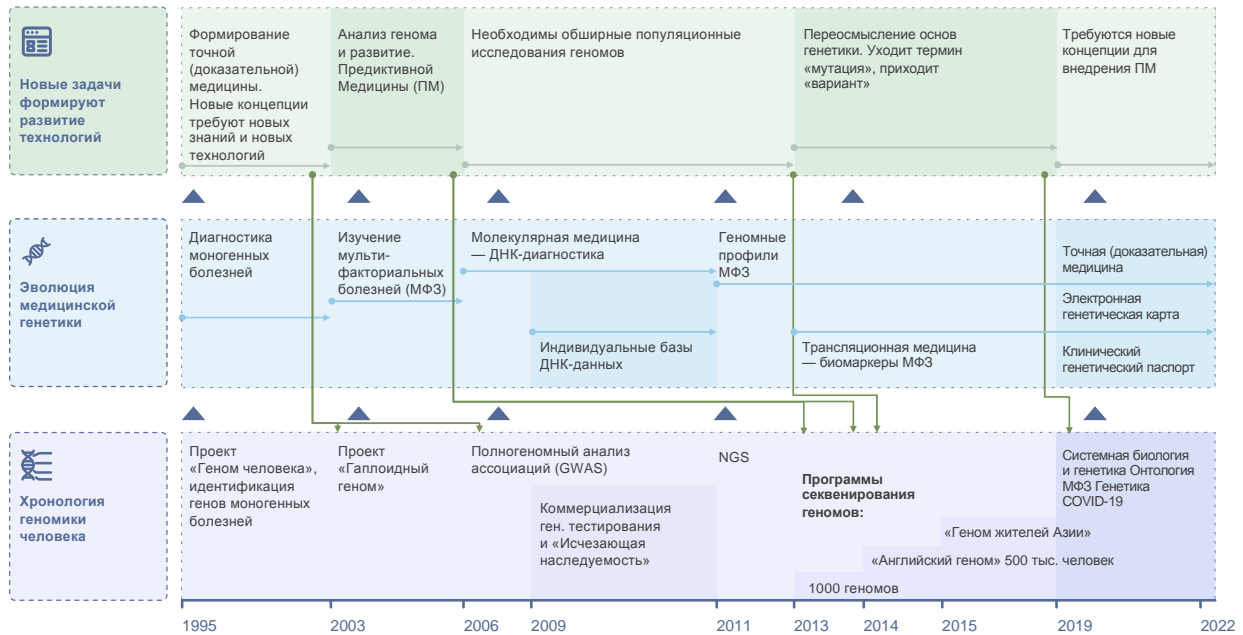 Новые задачи
формируют
развитие
технологий
Формирование
точной
(доказательной)
медицины.
Новые концепции
требуют новых
знаний и новых
технологий
Анализ генома
и развитие.
Предиктивной
Медицины (ПМ)
Необходимы обширные популяционные
исследования геномов
Переосмысление основ
генетики. Уходит термин
«мутация», приходит
«вариант»
Требуются новые
концепции для
внедрения ПМ
Эволюция
медицинской
генетики
Диагностика
моногенных
болезней
Изучение
мульти-
факториальных
болезней (МФЗ)
Молекулярная медицина
— ДНК-диагностика
Индивидуальные базы
ДНК-данных
Геномные
профили
МФЗ
Трансляционная медицина
— биомаркеры МФЗ
Точная (доказательная)
медицина
Электронная
генетическая карта
Клинический
генетический паспорт
Хронология
геномики
человека
Проект
«Геном человека»,
идентификация
генов моногенных
болезней
Проект
«Гаплоидный
геном»
Полногеномный анализ
ассоциаций (GWAS)
Коммерциализация
ген. тестирования
и «Исчезающая
наследуемость»
NGS
Программы
секвенирования
геномов:
«Геном жителей Азии»
«Английский геном» 500 тыс. человек
1000 геномов
Системная биология
и генетика Онтология
МФЗ Генетика
COVID-19
1995
2003
2006
2009
2011
2013
2014
2015
2019
2022